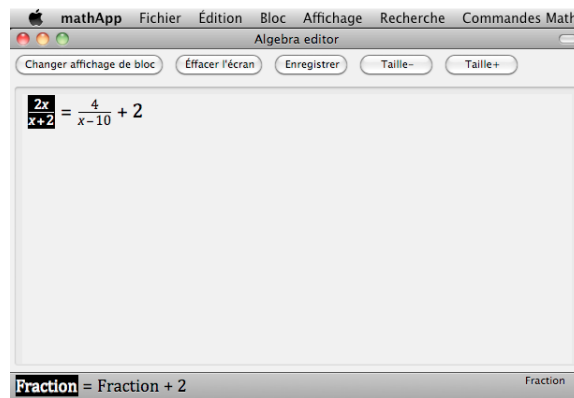 mathApp Fichier Édition Bloc Affichage Recherche Commandes Math
Algebra editor
Changer affichage de bloc Éffacer l'écran Enregistrer Taille- Taille+
2x/x+2 = 4/x-10 + 2
Fraction = Fraction + 2 Fraction